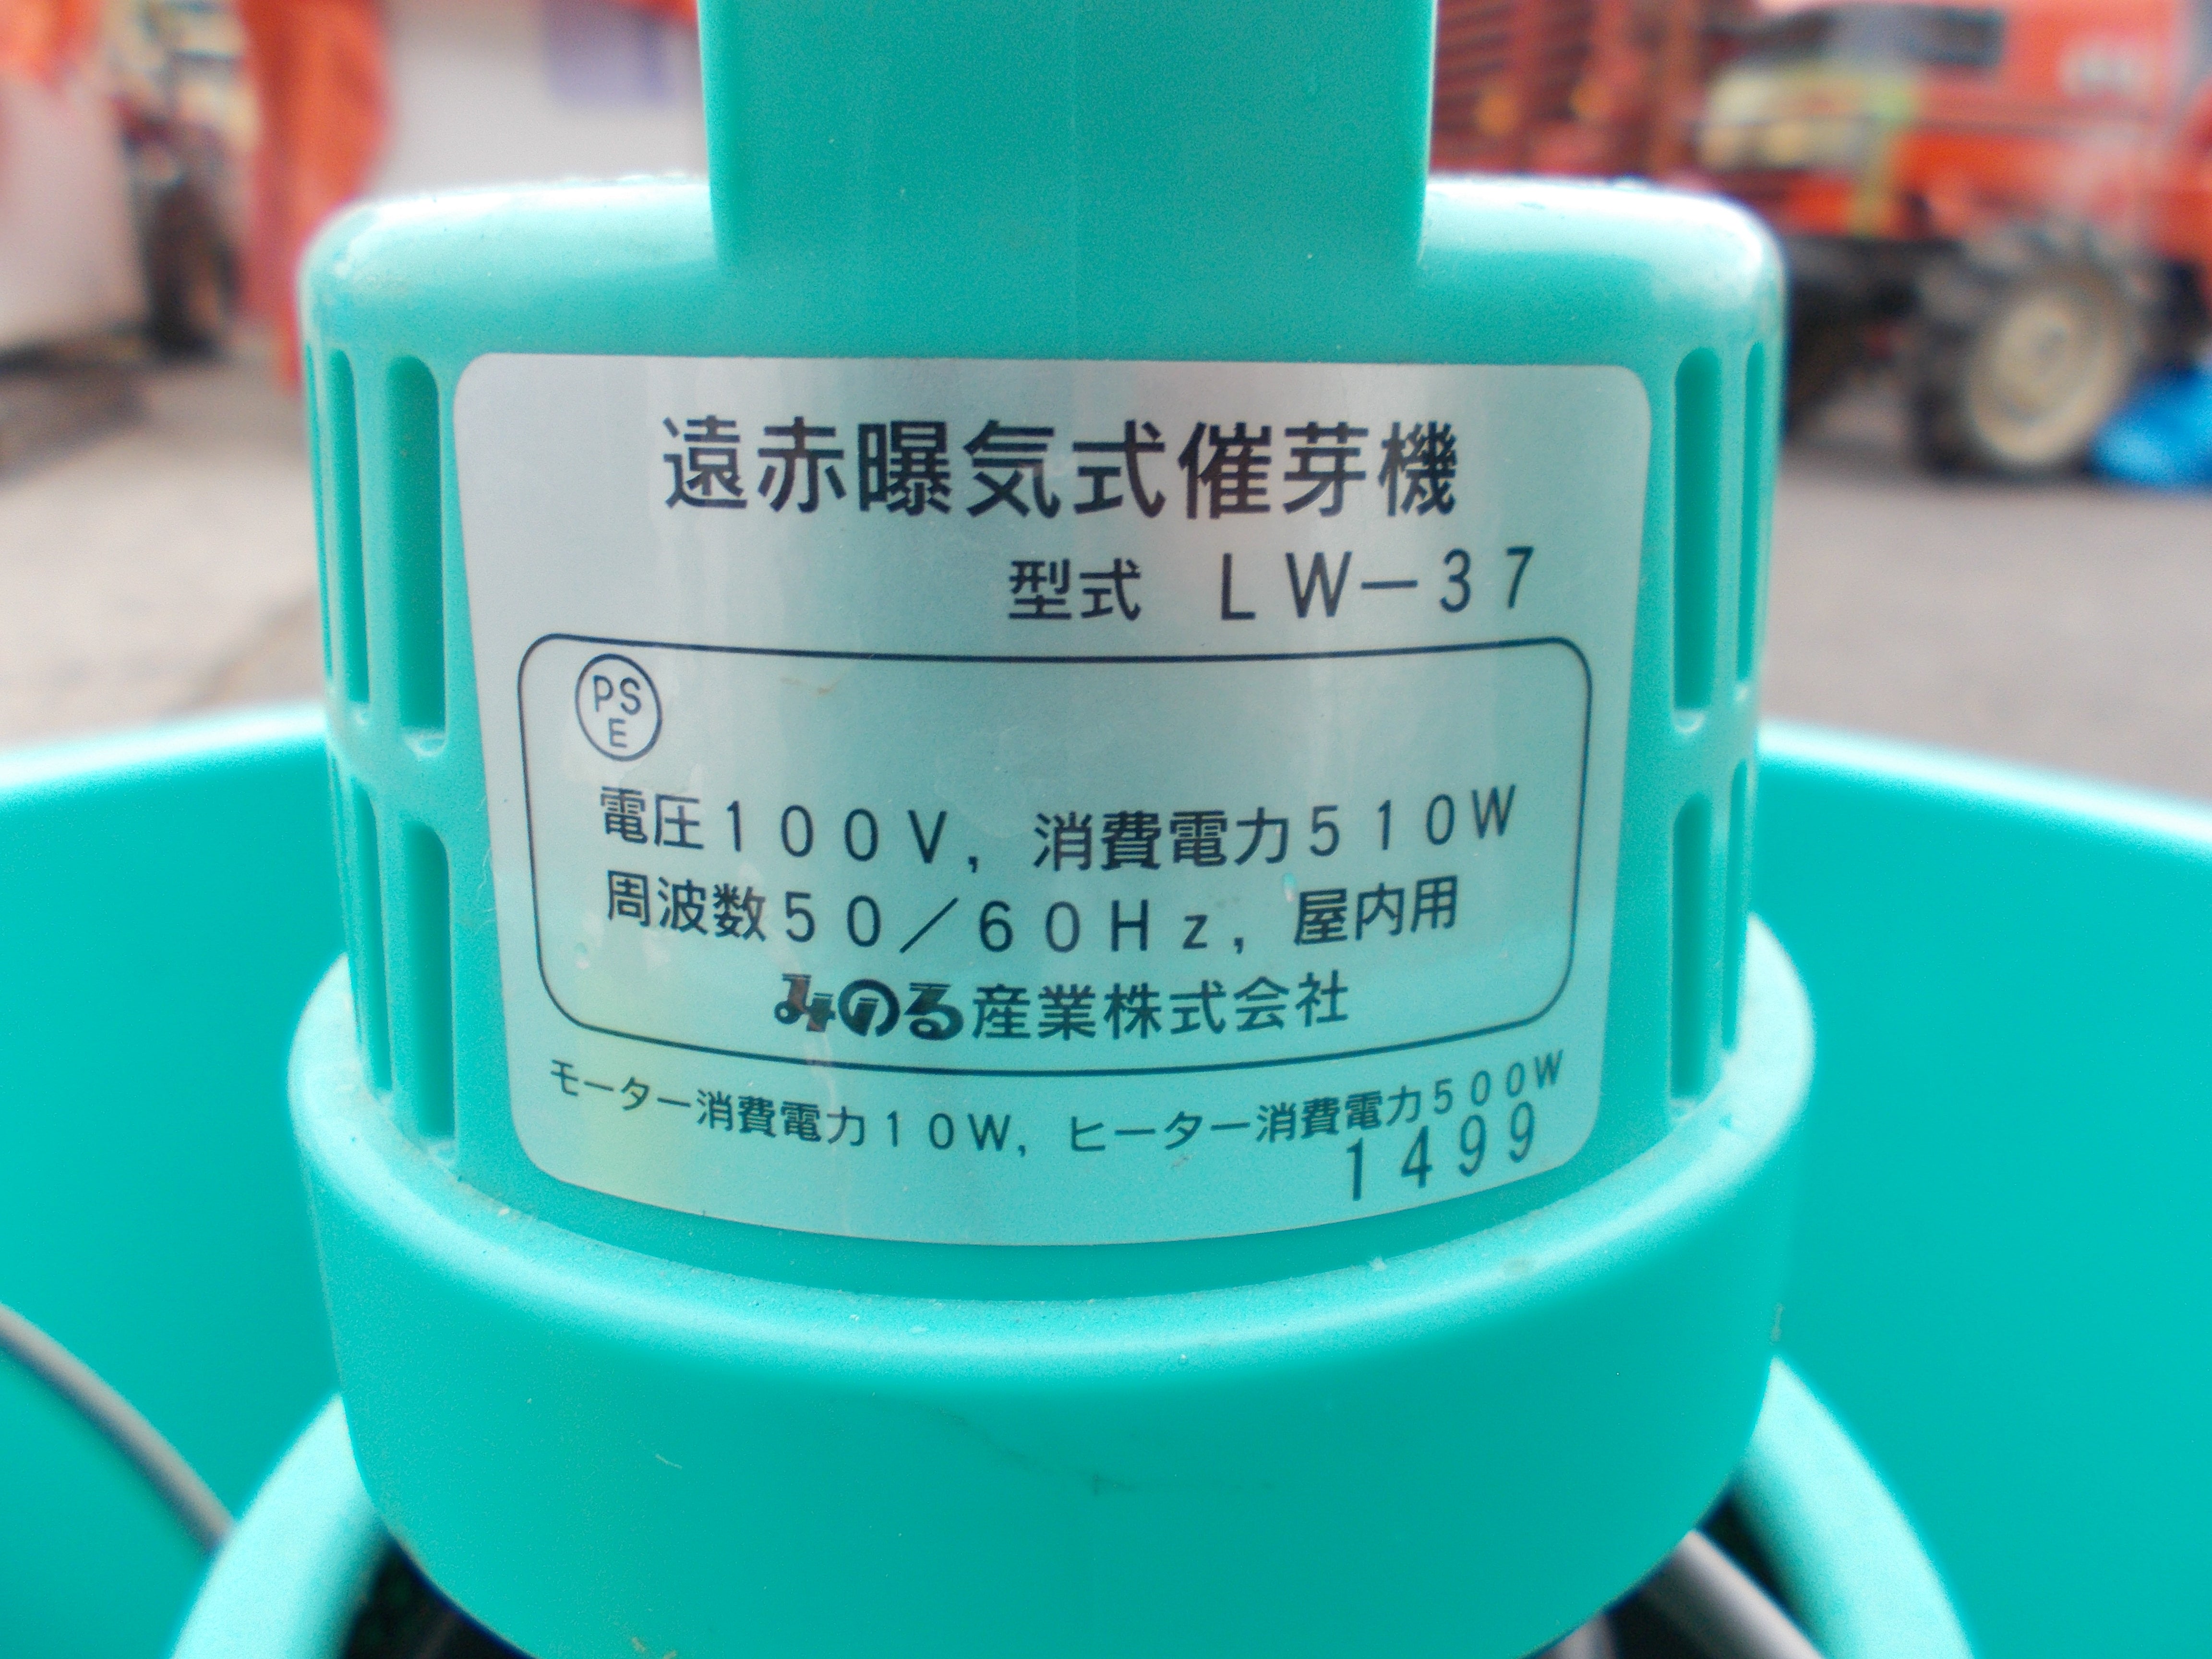 遠赤曝気式催芽機
型式 LW-37
PSE
電圧100V, 消費電力510W
周波数50/60Hz, 屋内用
みのる産業株式会社
モーター消費電力10W, ヒーター消費電力500W
1499